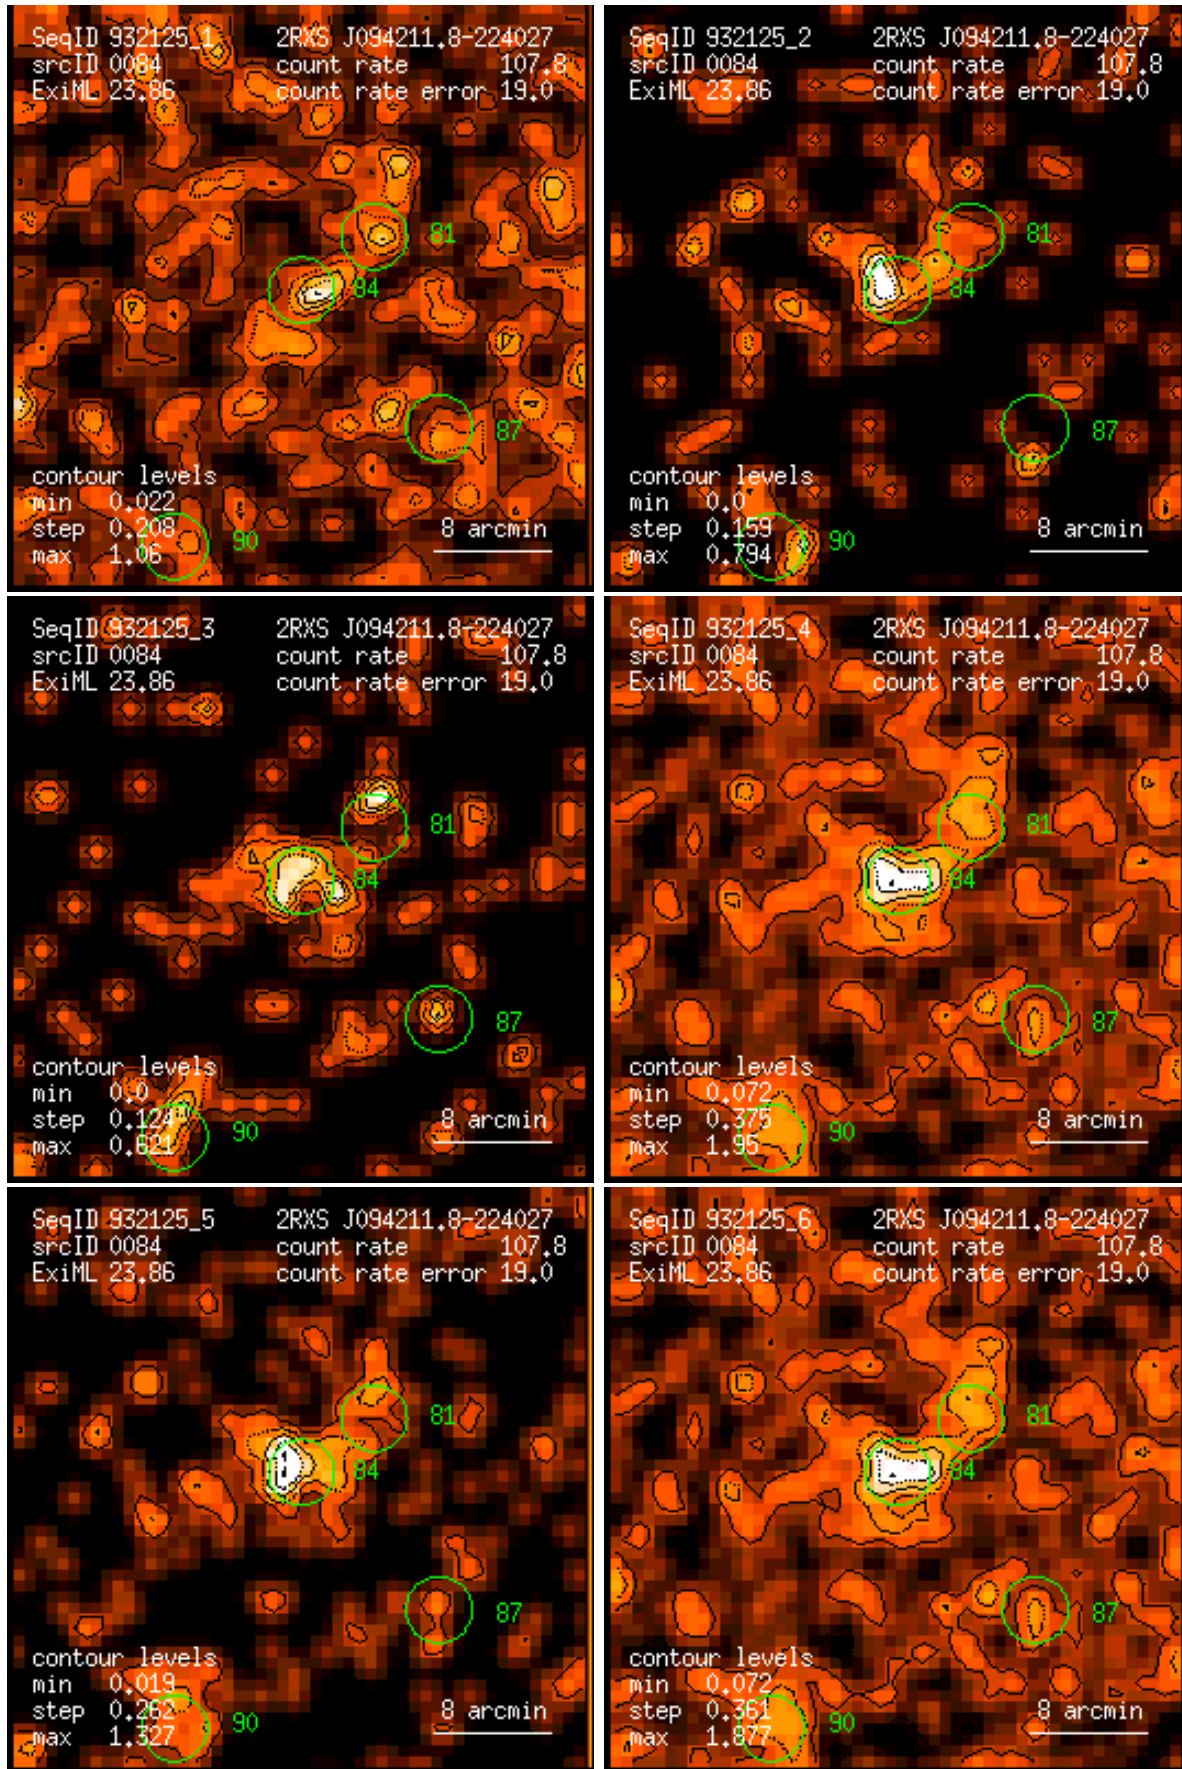 SeqID 932125_1 2RXS J094211.8-224027
srcID 0084 count rate 107.8
ExiML 23.86 count rate error 19.0
81
84
87
contour levels
min 0.022
step 0.208 8 arcmin
max 1.06 90
SeqID 932125_2 2RXS J094211.8-224027
srcID 0084 count rate 107.8
ExiML 23.86 count rate error 19.0
81
84
87
contour levels
min 0.0
step 0.159 8 arcmin
max 0.794 90
SeqID 932125_3 2RXS J094211.8-224027
srcID 0084 count rate 107.8
ExiML 23.86 count rate error 19.0
81
84
87
contour levels
min 0.0
step 0.124 8 arcmin
max 0.621 90
SeqID 932125_4 2RXS J094211.8-224027
srcID 0084 count rate 107.8
ExiML 23.86 count rate error 19.0
81
84
87
contour levels
min 0.072
step 0.375 8 arcmin
max 1.95 90
SeqID 932125_5 2RXS J094211.8-224027
srcID 0084 count rate 107.8
ExiML 23.86 count rate error 19.0
81
84
87
contour levels
min 0.019
step 0.262 8 arcmin
max 1.327 90
SeqID 932125_6 2RXS J094211.8-224027
srcID 0084 count rate 107.8
ExiML 23.86 count rate error 19.0
81
84
87
contour levels
min 0.072
step 0.361 8 arcmin
max 1.877 90